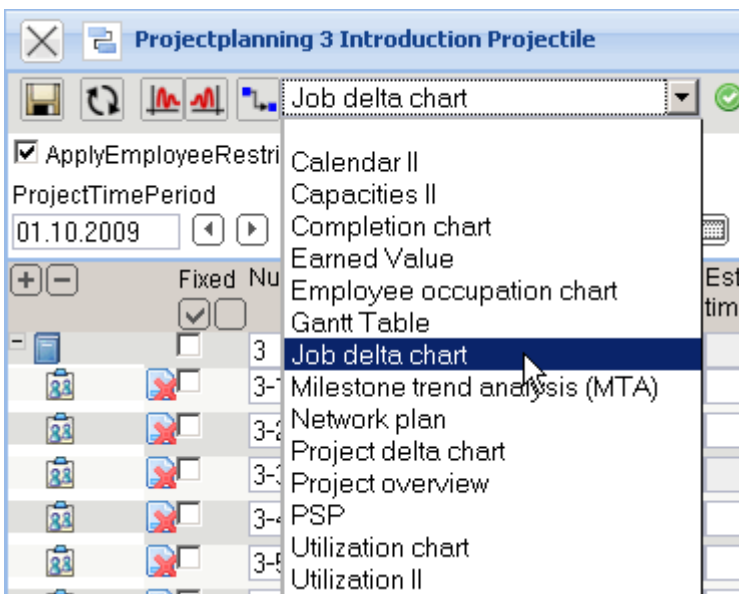 Projectplanning 3 Introduction Projectile
Job delta chart
ApplyEmployeeRestri
Calendar II
ProjectTimePeriod
Capacities II
01.10.2009
Completion chart
Earned Value
Fixed Nu
Est
Employee occupation chart
tim
Gantt Table
3
Job delta chart
3-
Milestone trend analysis (MTA)
3-2
Network plan
Project delta chart
3-3
Project overview
3-4
PSP
Utilization chart
3-5
Utilization II